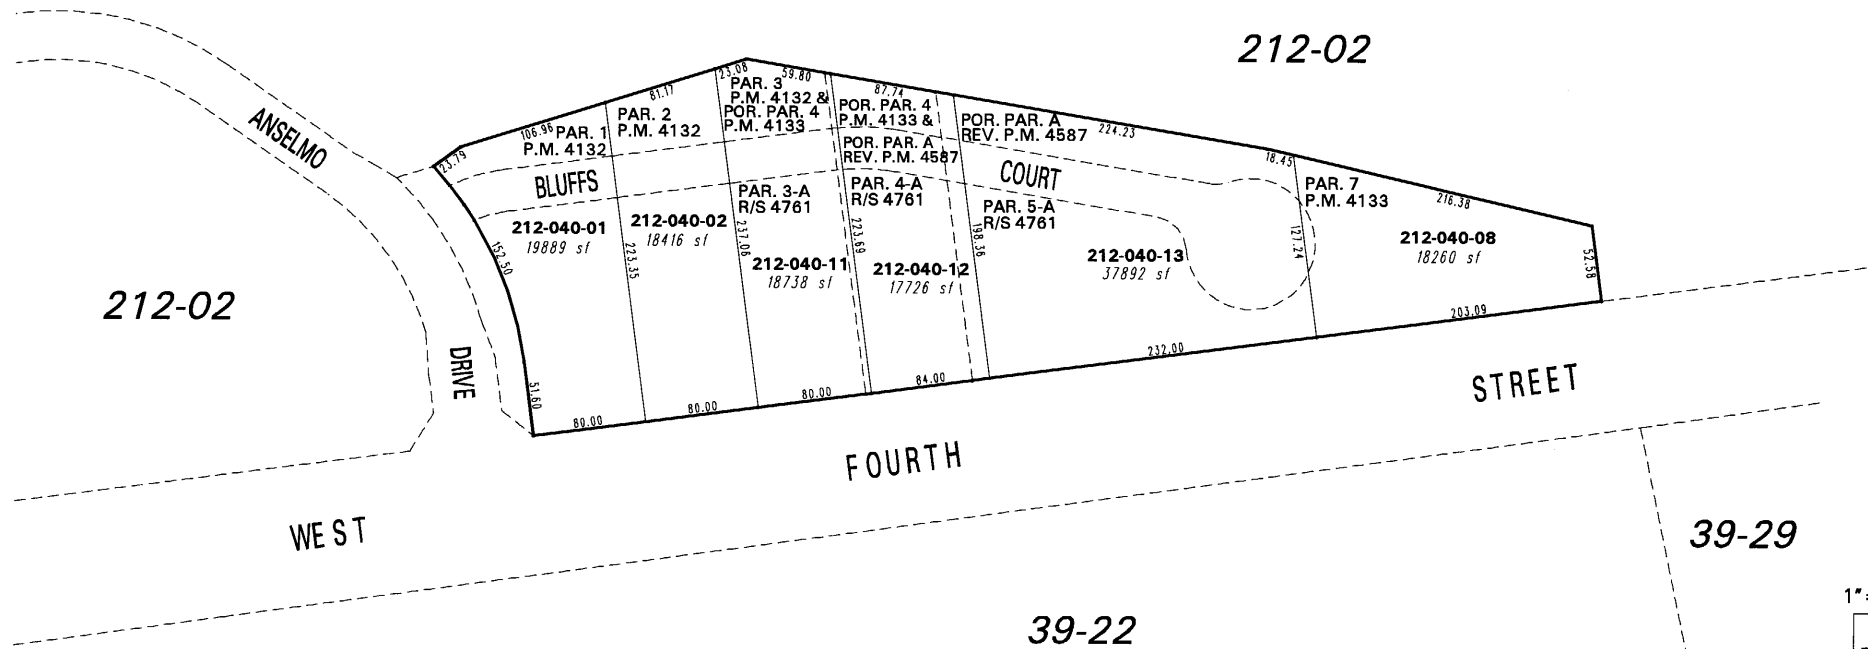 212-02
ANSELMO
DRIVE
212-02
23.79
106.96
81.17
23.08
59.80
87.74
224.23
18.45
216.38
PAR. 1
P.M. 4132
PAR. 2
P.M. 4132
PAR. 3
P.M. 4132 &
POR. PAR. 4
P.M. 4133
POR. PAR. 4
P.M. 4133 &
POR. PAR. A
REV. P.M. 4587
POR. PAR. A
REV. P.M. 4587
PAR. 7
P.M. 4133
BLUFFS
COURT
PAR. 3-A
R/S 4761
PAR. 4-A
R/S 4761
PAR. 5-A
R/S 4761
212-040-01
19889 sf
212-040-02
18416 sf
212-040-11
18738 sf
212-040-12
17726 sf
212-040-13
37892 sf
212-040-08
18260 sf
152.50
223.35
237.06
223.69
198.36
127.24
52.58
51.60
80.00
80.00
80.00
84.00
232.00
203.09
WEST
FOURTH
STREET
39-22
39-29
1"=